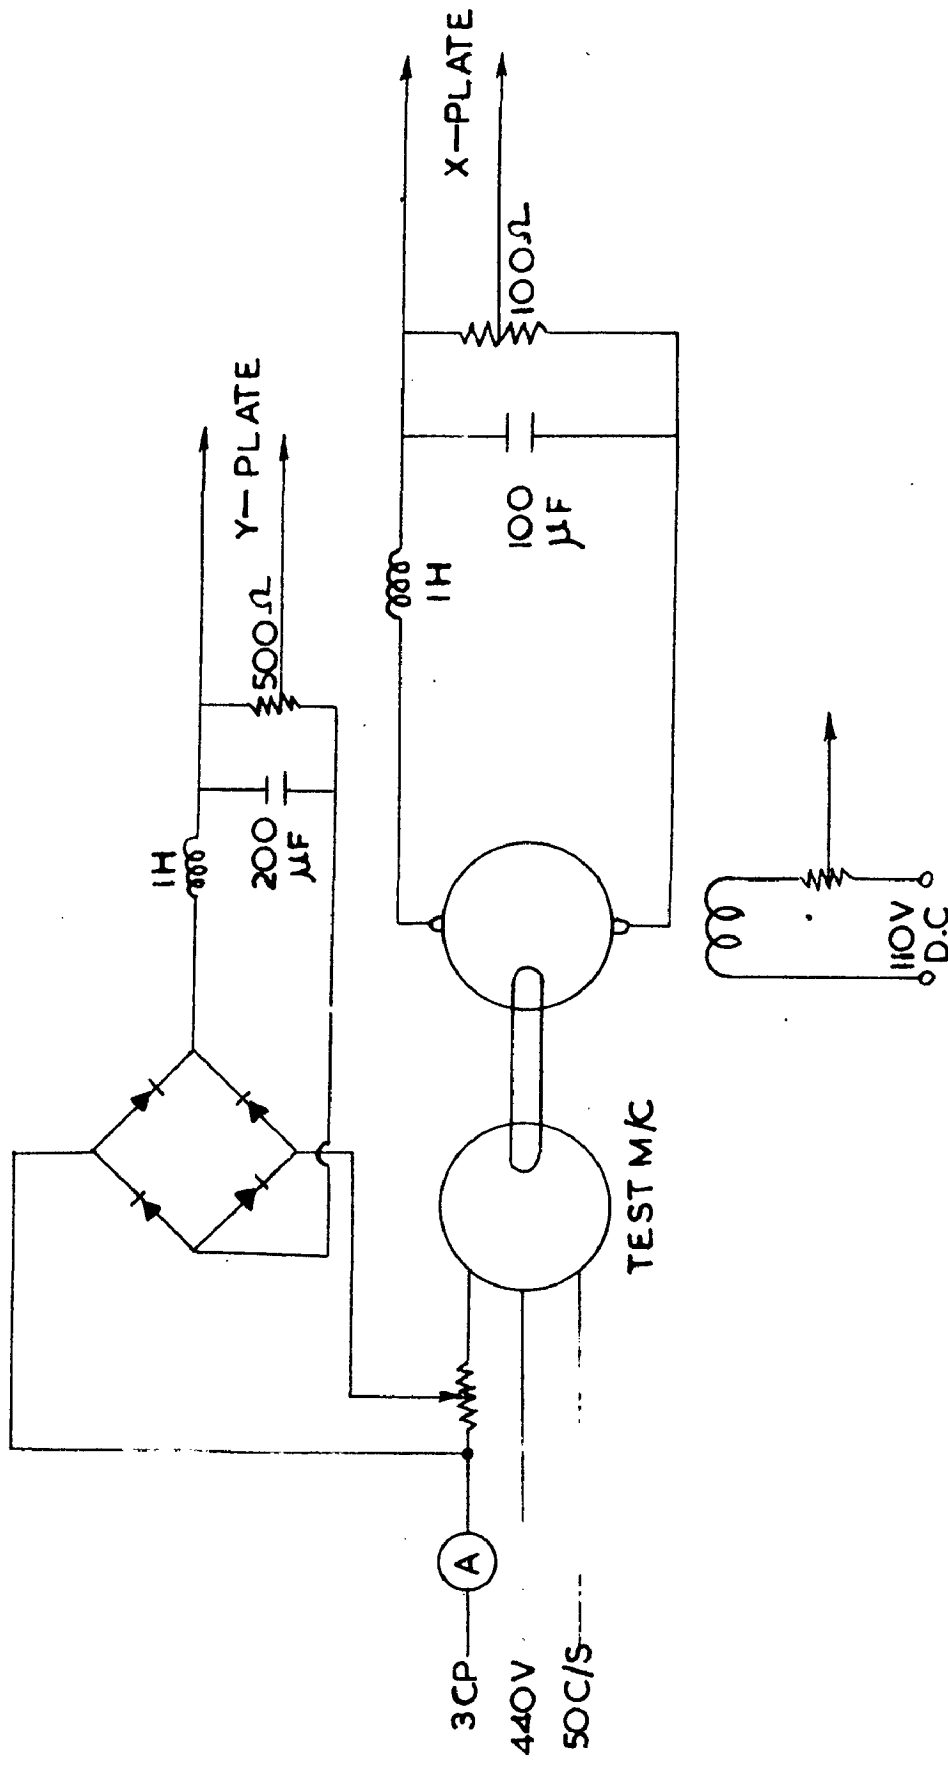 1H
200
μF
500Ω
Y-PLATE
3CP
440V
50C/S
A
TEST M/C
1H
100
μF
100Ω
X-PLATE
110V
D.C